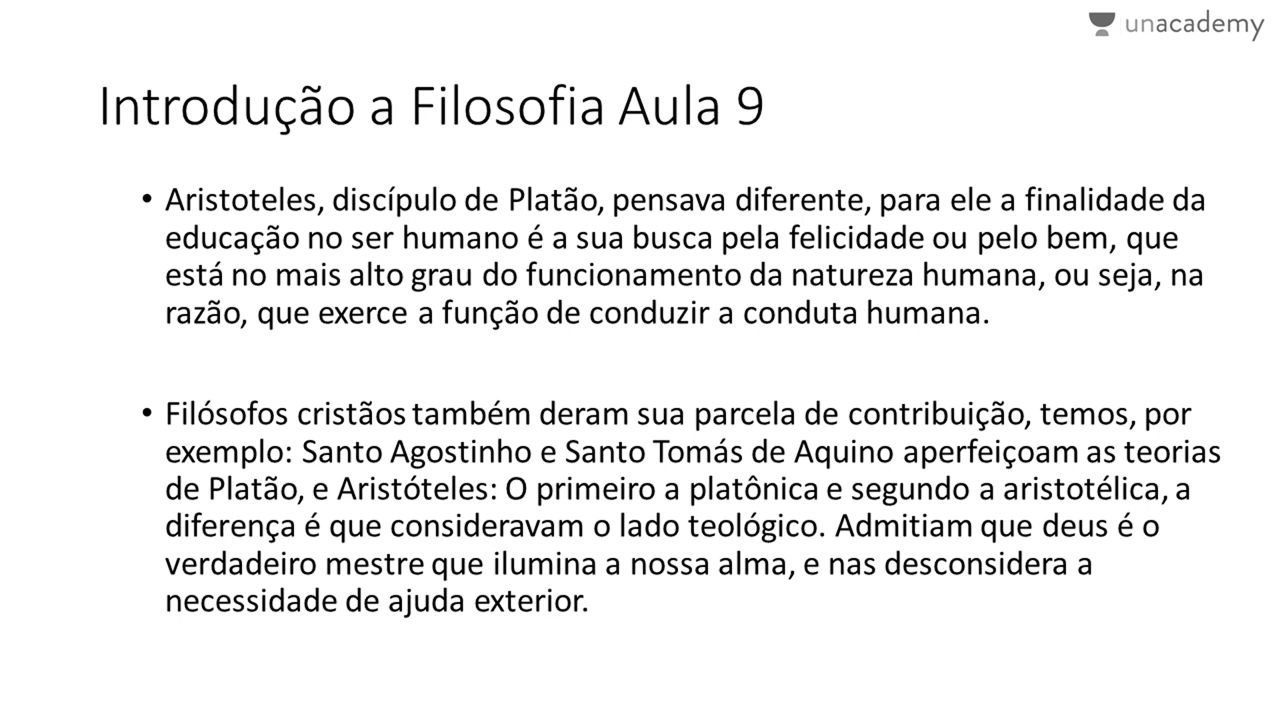 unacademy
Introdução a Filosofia Aula 9
• Aristoteles, discípulo de Platão, pensava diferente, para ele a finalidade da
educação no ser humano é a sua busca pela felicidade ou pelo bem, que
está no mais alto grau do funcionamento da natureza humana, ou seja, na
razão, que exerce a função de conduzir a conduta humana.
• Filósofos cristãos também deram sua parcela de contribuição, temos, por
exemplo: Santo Agostinho e Santo Tomás de Aquino aperfeiçoam as teorias
de Platão, e Aristóteles: O primeiro a platônica e segundo a aristotélica, a
diferença é que consideravam o lado teológico. Admitiam que deus é o
verdadeiro mestre que ilumina a nossa alma, e nas desconsidera a
necessidade de ajuda exterior.